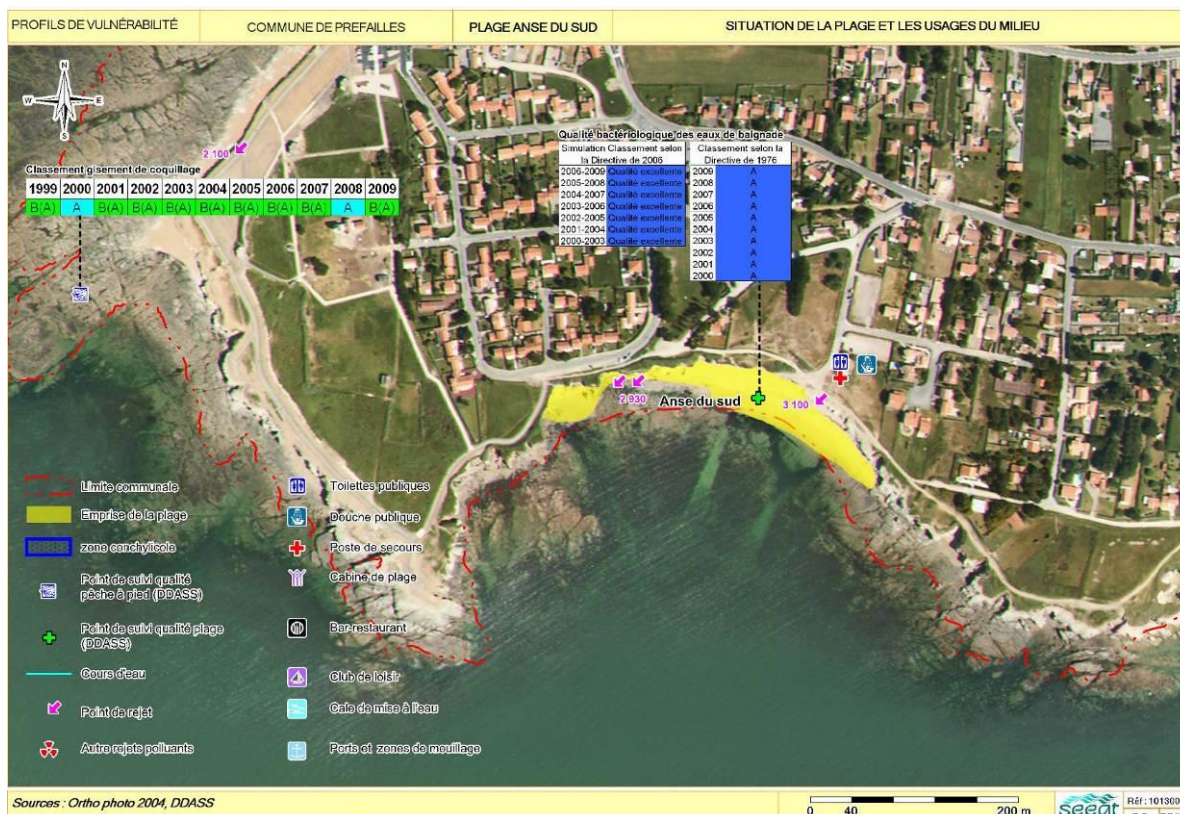 PROFILS DE VULNÉRABILITÉ
COMMUNE DE PREFAILLES
PLAGE ANSE DU SUD
SITUATION DE LA PLAGE ET LES USAGES DU MILIEU
N
W E
S
2 100
Classement gisement de coquillage
1999 2000 2001 2002 2003 2004 2005 2006 2007 2008 2009
B(A) A B(A) B(A) B(A) B(A) B(A) B(A) B(A) A B(A)
Qualité bactériologique des eaux de baignade
Simulation Classement selon
la Directive de 2006
2006-2009 Qualité excellente
2005-2008 Qualité excellente
2004-2007 Qualité excellente
2003-2006 Qualité excellente
2002-2005 Qualité excellente
2001-2004 Qualité excellente
2000-2003 Qualité excellente
Classement selon la
Directive de 1976
2009 A
2008 A
2007 A
2006 A
2005 A
2004 A
2003 A
2002 A
2001 A
2000 A
2 930
Anse du sud
3 100
Limite communale
Emprise de la plage
zone conchylicole
Point de suivi qualité
pêche à pied (DDASS)
Point de suivi qualité plage
(DDASS)
Cours d'eau
Point de rejet
Autre rejets polluants
Toilettes publiques
Douche publique
Poste de secours
Cabine de plage
Bar-restaurant
Club de loisir
Cale de mise à l'eau
Ports et zones de mouillage
Sources : Ortho photo 2004, DDASS
0 40 200 m
seeat
Réf : 101300